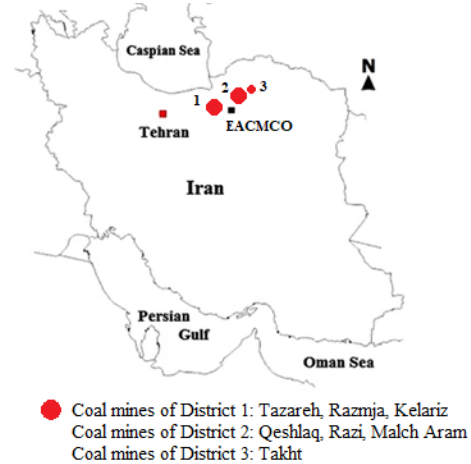 Caspian Sea
N
3
2
1
EACMCO
Tehran
Iran
Persian
Gulf
Oman Sea
Coal mines of District 1: Tazareh, Razmja, Kelariz
Coal mines of District 2: Qeshlaq, Razi, Malch Aram
Coal mines of District 3: Takht